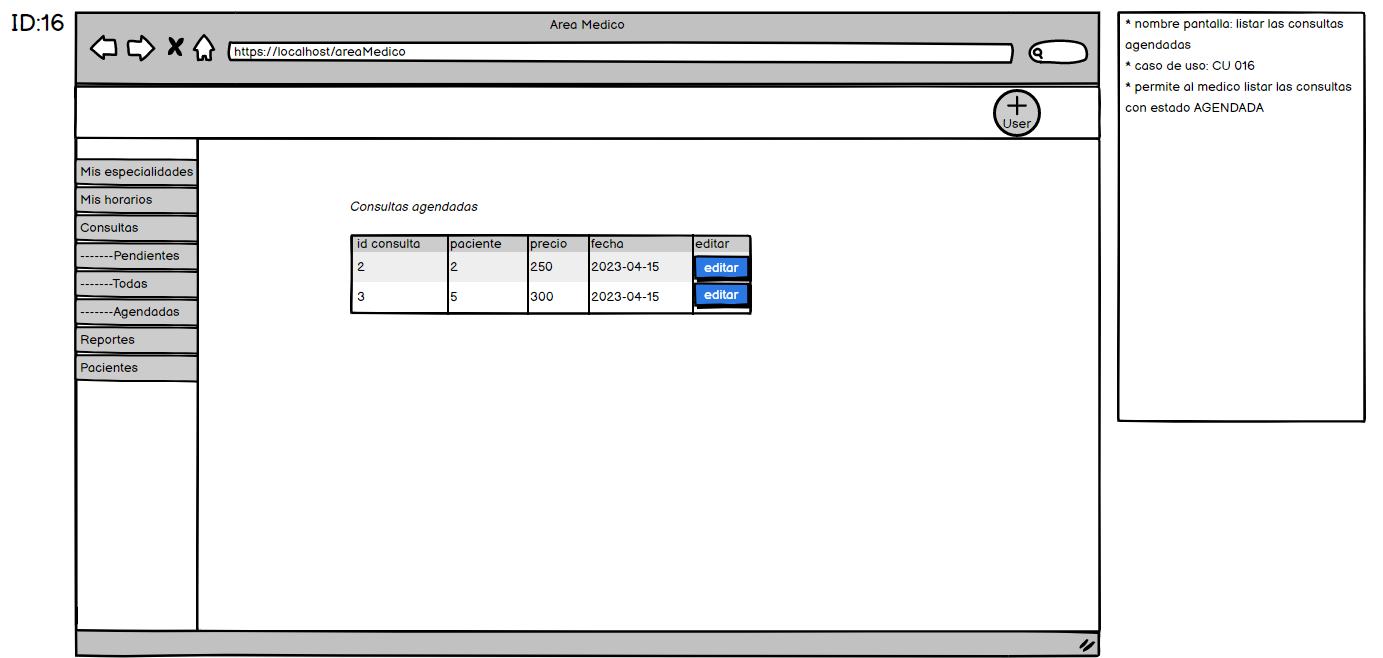 ID:16
Area Medico
https://localhost/areaMedico
User
Mis especialidades
Mis horarios
Consultas
-------Pendientes
-------Todas
-------Agendadas
Reportes
Pacientes
Consultas agendadas
id consulta paciente precio fecha editar
2 2 250 2023-04-15 editar
3 5 300 2023-04-15 editar
* nombre pantalla: listar las consultas
agendadas
* caso de uso: CU 016
* permite al medico listar las consultas
con estado AGENDADA